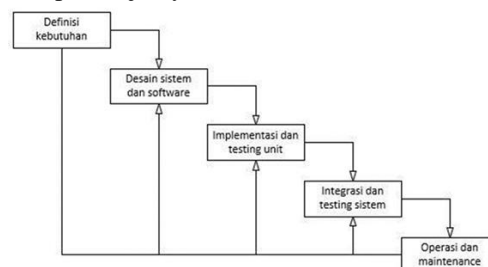 Definisi
kebutuhan
Desain sistem
dan software
Implementasi dan
testing unit
Integrasi dan
testing sistem
Operasi dan
maintenance